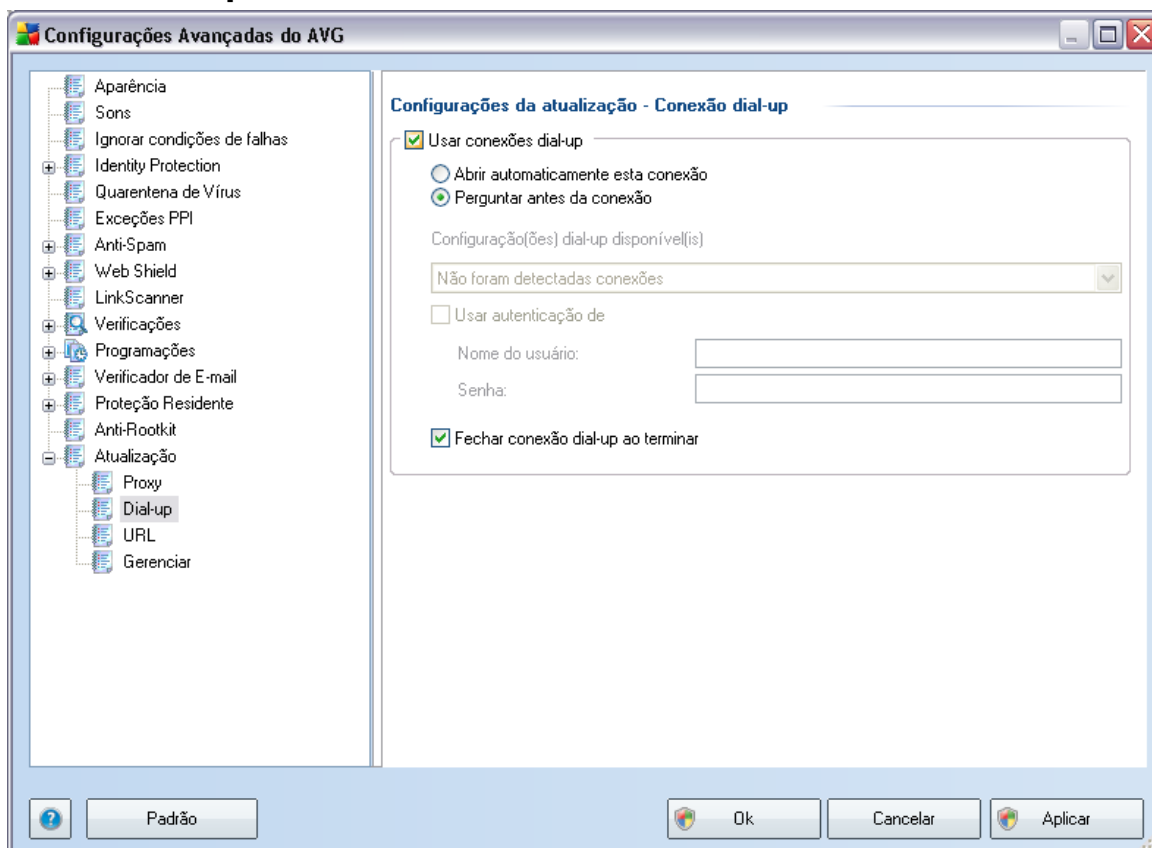 Configurações Avançadas do AVG
Aparência
Sons
Ignorar condições de falhas
Identity Protection
Quarentena de Vírus
Exceções PPI
Anti-Spam
Web Shield
LinkScanner
Verificações
Programações
Verificador de E-mail
Proteção Residente
Anti-Rootkit
Atualização
Proxy
Dial-up
URL
Gerenciar
Configurações da atualização - Conexão dial-up
Usar conexões dial-up
Abrir automaticamente esta conexão
Perguntar antes da conexão
Configuração(ões) dial-up disponível(is)
Não foram detectadas conexões
Usar autenticação de
Nome do usuário:
Senha:
Fechar conexão dial-up ao terminar
Padrão
Ok
Cancelar
Aplicar